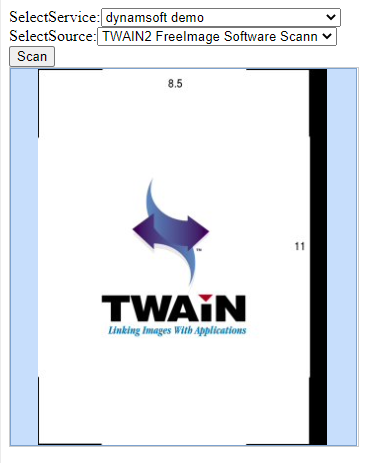 SelectService: dynamsoft demo
SelectSource: TWAIN2 FreeImage Software Scann
Scan
8.5
11
TM
TWAiN
Linking Images With Applications